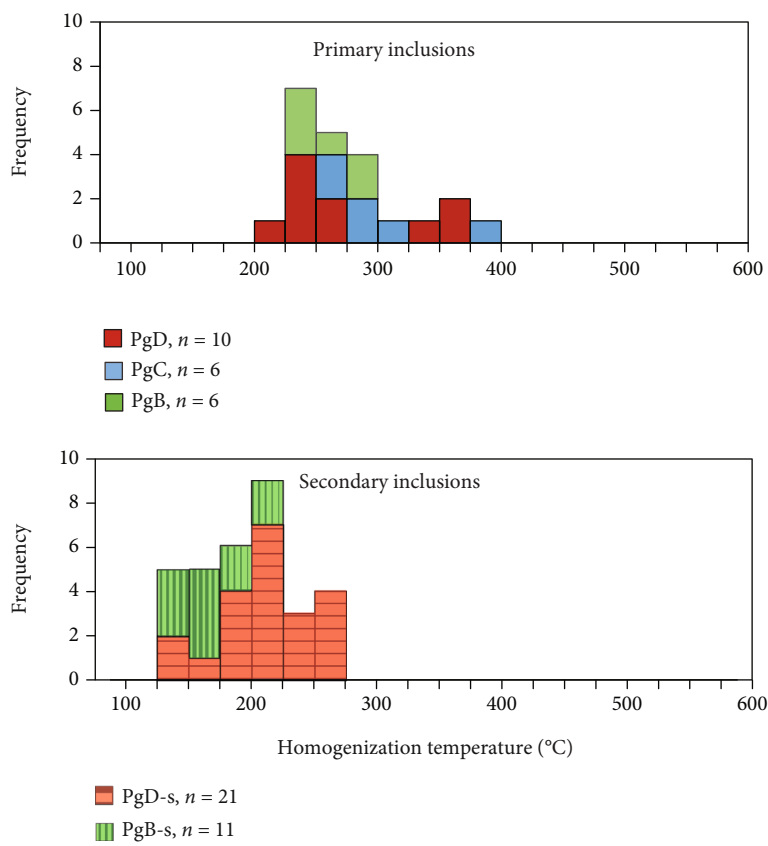 10
8
6
4
2
0
Frequency
Primary inclusions
100 200 300 400 500 600
PgD, n = 10
PgC, n = 6
PgB, n = 6
10
8
6
4
2
0
Frequency
Secondary inclusions
100 200 300 400 500 600
Homogenization temperature (°C)
PgD-s, n = 21
PgB-s, n = 11